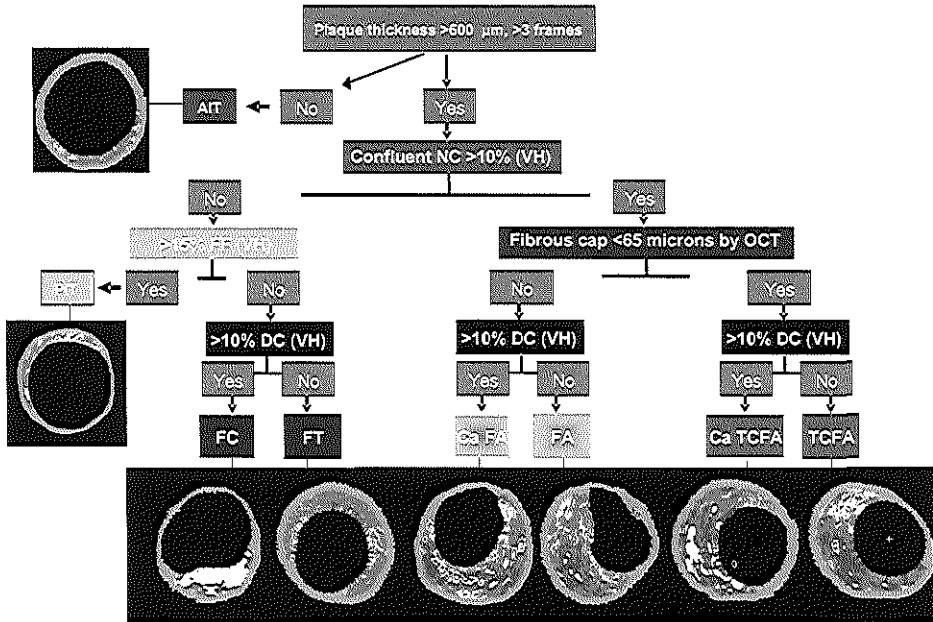 Plaque thickness >600 µm, >3 frames
AIT
No
Yes
Confluent NC >10% (VH)
No
Yes
Fibrous cap <65 microns by OCT
Yes
No
No
Yes
>10% DC (VH)
>10% DC (VH)
>10% DC (VH)
Yes
No
Yes
No
Yes
No
FC
FT
Ca FA
FA
Ca TCFA
TCFA